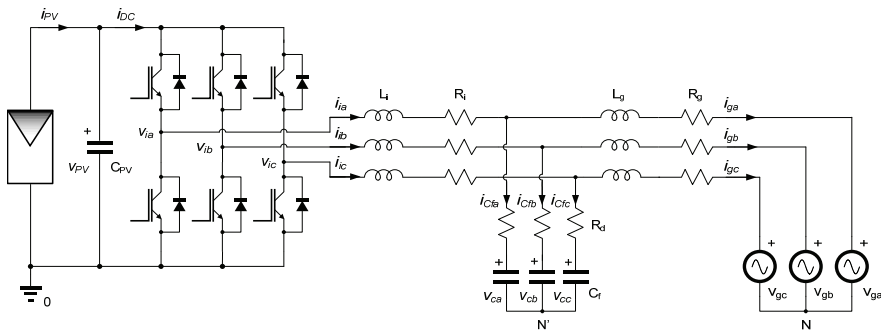 iPV iDC
Li Ri Lg Rg iga
iia
via
iib igb
vib
iic igc
vic
+
vPV CPV
iCfa iCfb iCfc
Rd
+ + +
vca vcb vcc Cf
+ + +
vgc vgb vga
0
N' N